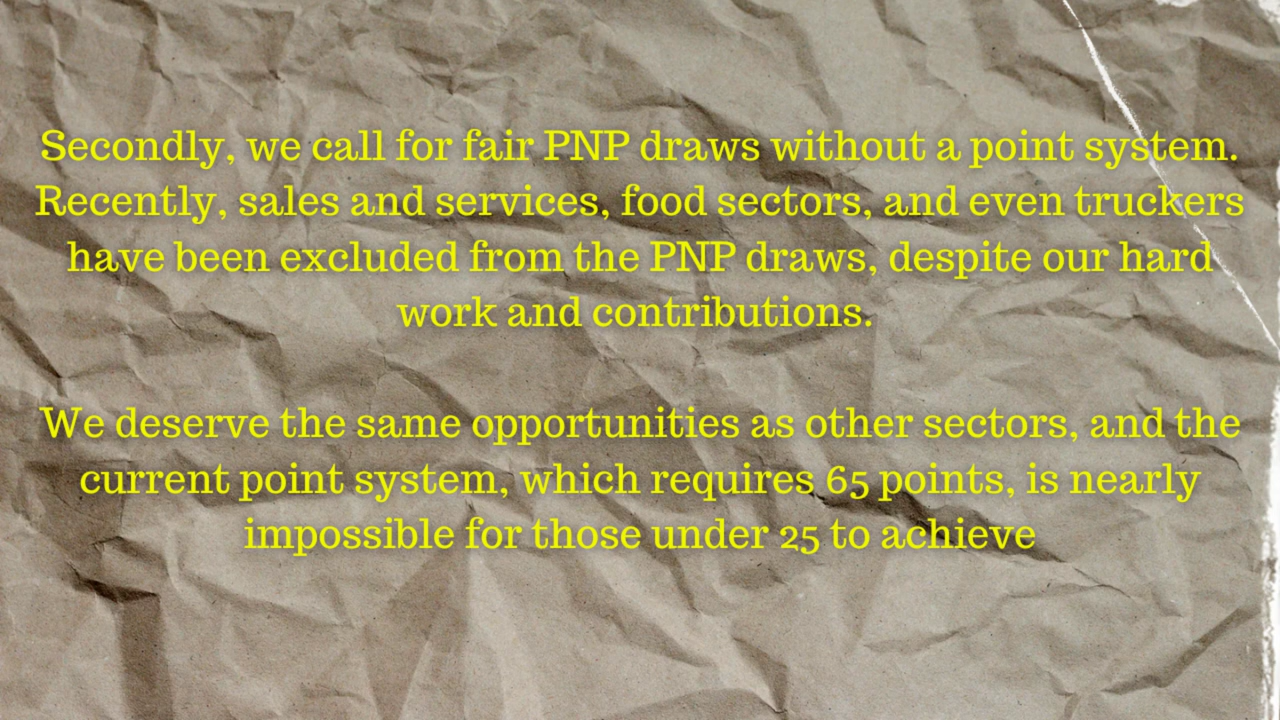 Secondly, we call for fair PNP draws without a point system.
Recently, sales and services, food sectors, and even truckers
have been excluded from the PNP draws, despite our hard
work and contributions.
We deserve the same opportunities as other sectors, and the
current point system, which requires 65 points, is nearly
impossible for those under 25 to achieve